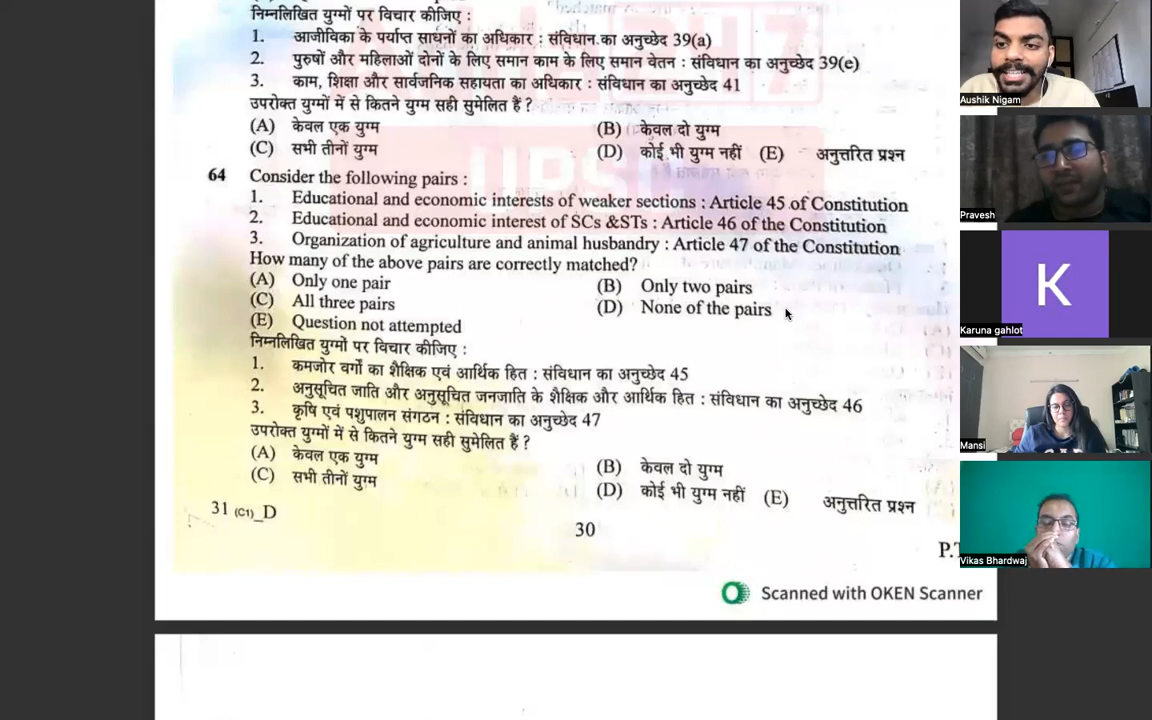 निम्नलिखित युग्मों पर विचार कीजिए :
1. आजीविका के पर्याप्त साधनों का अधिकार : संविधान का अनुच्छेद 39(a)
2. पुरुषों और महिलाओं दोनों के लिए समान काम के लिए समान वेतन : संविधान का अनुच्छेद 39(e)
3. काम, शिक्षा और सार्वजनिक सहायता का अधिकार : संविधान का अनुच्छेद 41
उपरोक्त युग्मों में से कितने युग्म सही सुमेलित हैं ?
(A) केवल एक युग्म (B) केवल दो युग्म
(C) सभी तीनों युग्म (D) कोई भी युग्म नहीं (E) अनुत्तरित प्रश्न
64 Consider the following pairs :
1. Educational and economic interests of weaker sections : Article 45 of Constitution
2. Educational and economic interest of SCs &STs : Article 46 of the Constitution
3. Organization of agriculture and animal husbandry : Article 47 of the Constitution
How many of the above pairs are correctly matched?
(A) Only one pair (B) Only two pairs
(C) All three pairs (D) None of the pairs
(E) Question not attempted
निम्नलिखित युग्मों पर विचार कीजिए :
1. कमजोर वर्गों का शैक्षिक एवं आर्थिक हित : संविधान का अनुच्छेद 45
2. अनुसूचित जाति और अनुसूचित जनजाति के शैक्षिक और आर्थिक हित : संविधान का अनुच्छेद 46
3. कृषि एवं पशुपालन संगठन : संविधान का अनुच्छेद 47
उपरोक्त युग्मों में से कितने युग्म सही सुमेलित हैं ?
(A) केवल एक युग्म (B) केवल दो युग्म
(C) सभी तीनों युग्म (D) कोई भी युग्म नहीं (E) अनुत्तरित प्रश्न
31 (C1)_D
30
Scanned with OKEN Scanner
Aushik Nigam
Pravesh
K
Karuna gahlot
Mansi
Vikas Bhardwaj